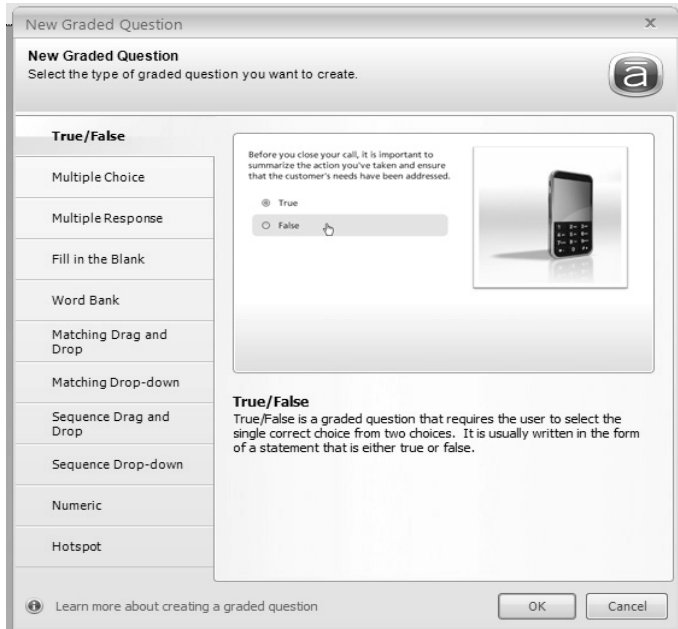 New Graded Question
X
New Graded Question
Select the type of graded question you want to create.
ā
True/False
Multiple Choice
Multiple Response
Fill in the Blank
Word Bank
Matching Drag and
Drop
Matching Drop-down
Sequence Drag and
Drop
Sequence Drop-down
Numeric
Hotspot
Before you close your call, it is important to
summarize the action you've taken and ensure
that the customer's needs have been addressed.
True
False
True/False
True/False is a graded question that requires the user to select the
single correct choice from two choices. It is usually written in the form
of a statement that is either true or false.
Learn more about creating a graded question
OK
Cancel